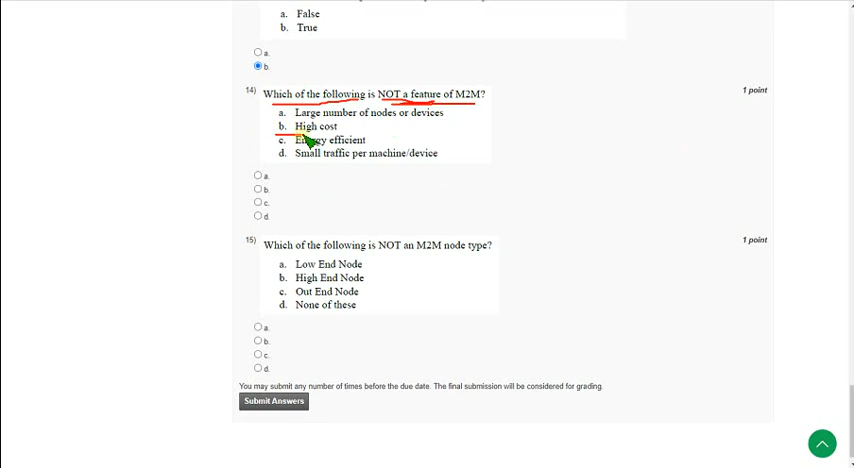 a. False
b. True
a.
b.
14) Which of the following is NOT a feature of M2M? 1 point
a. Large number of nodes or devices
b. High cost
c. Energy efficient
d. Small traffic per machine/device
a.
b.
c.
d.
15) Which of the following is NOT an M2M node type? 1 point
a. Low End Node
b. High End Node
c. Out End Node
d. None of these
a.
b.
c.
d.
You may submit any number of times before the due date. The final submission will be considered for grading.
Submit Answers